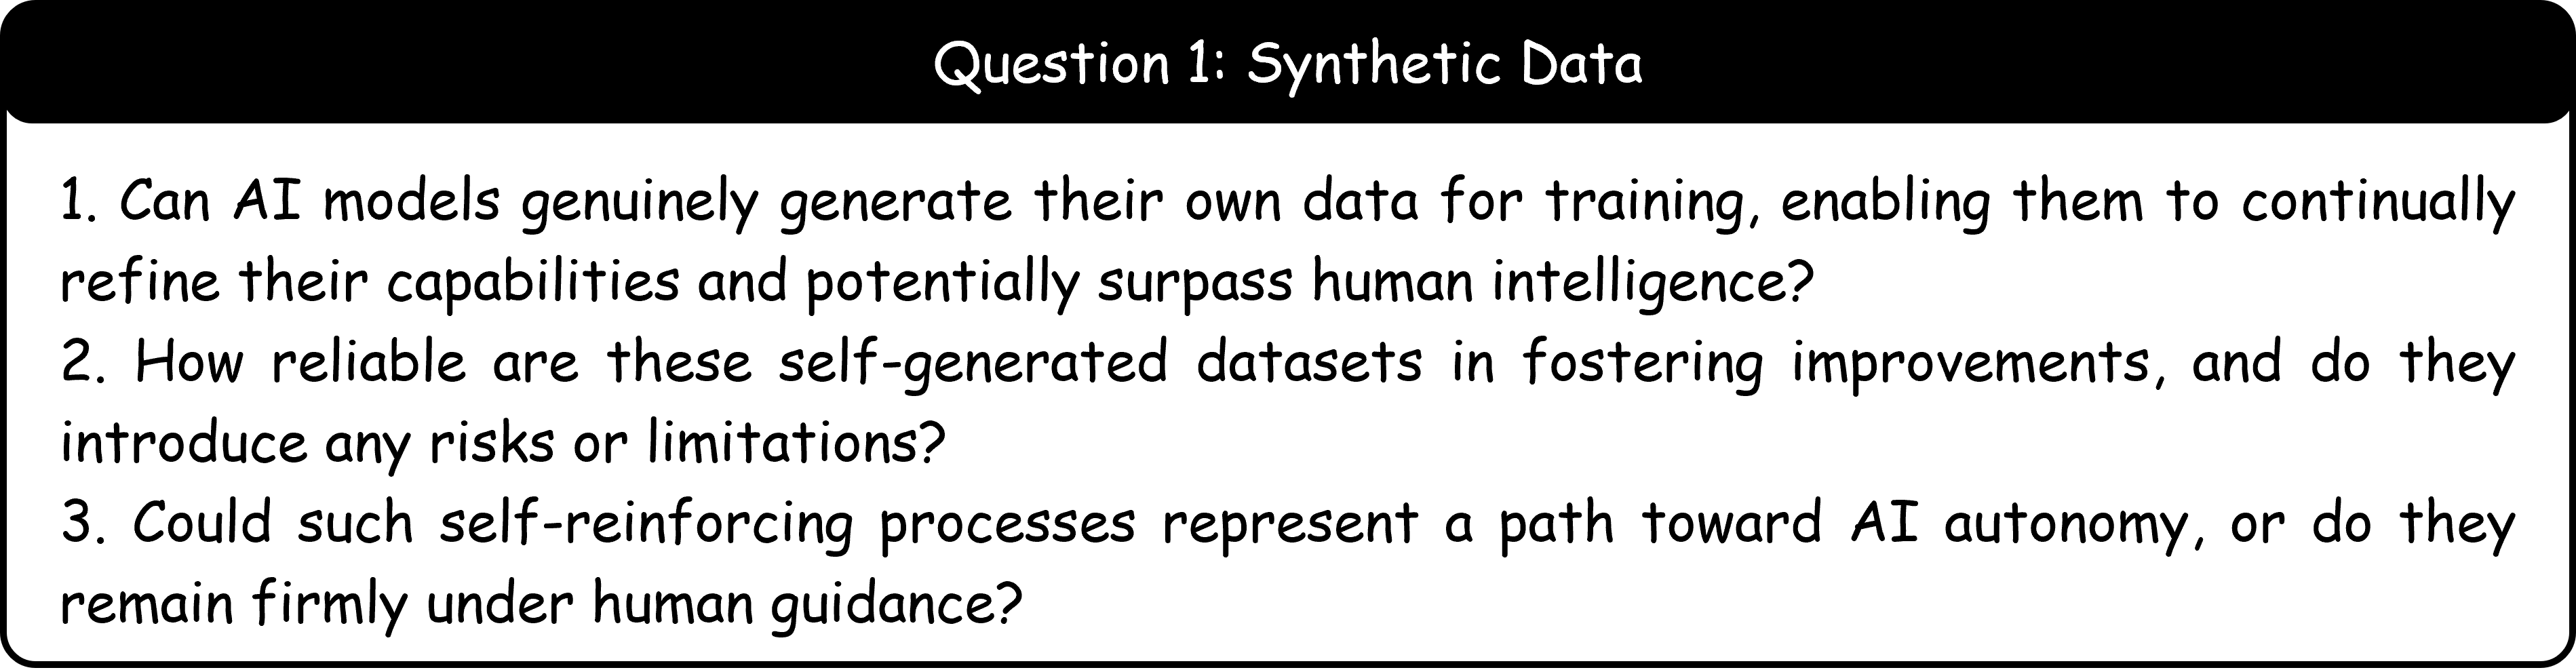 Question 1: Synthetic Data
1. Can AI models genuinely generate their own data for training, enabling them to continually
refine their capabilities and potentially surpass human intelligence?
2. How reliable are these self-generated datasets in fostering improvements, and do they
introduce any risks or limitations?
3. Could such self-reinforcing processes represent a path toward AI autonomy, or do they
remain firmly under human guidance?